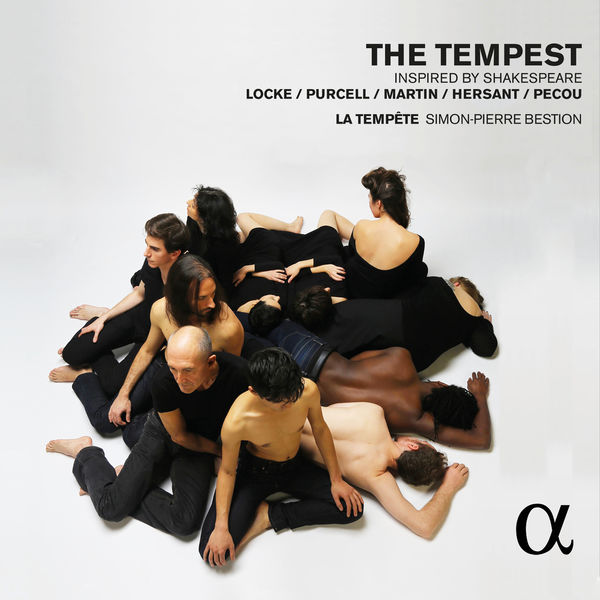 THE TEMPEST
INSPIRED BY SHAKESPEARE
LOCKE / PURCELL / MARTIN / HERSANT / PECOU
LA TEMPÊTE SIMON-PIERRE BESTION
α